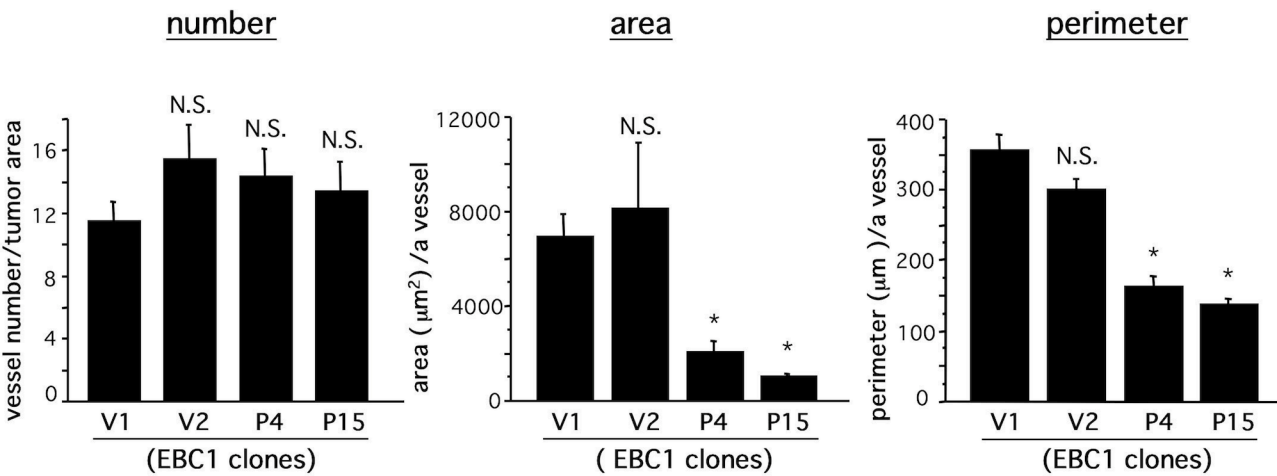 number
vessel number/tumor area
16
12
8
4
0
N.S.
N.S.
N.S.
V1 V2 P4 P15
(EBC1 clones)
area
area (μm²)/a vessel
12000
8000
4000
0
N.S.
*
*
V1 V2 P4 P15
( EBC1 clones)
perimeter
perimeter (μm )/a vessel
400
300
200
100
0
N.S.
*
*
V1 V2 P4 P15
(EBC1 clones)